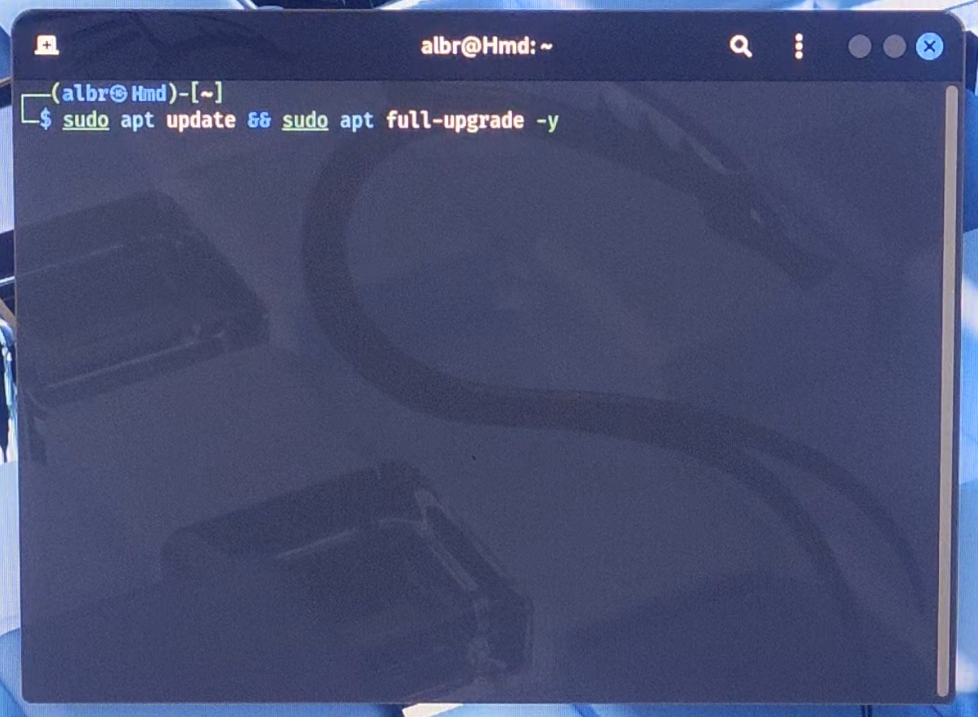 albr@Hmd: ~
┌──(albr㉿Hmd)-[~]
└─$ sudo apt update && sudo apt full-upgrade -y